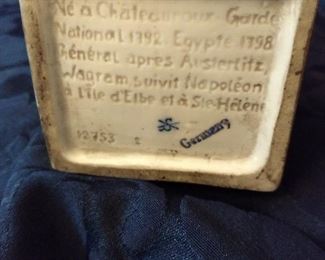 Né à Châteauroux Garde
National 1792. Egypte 1798
Général apres Austerlitz,
Wagram, suivit Napoléon
à l'Ile d'Elbe et à Ste-Hélène
12753
Germany